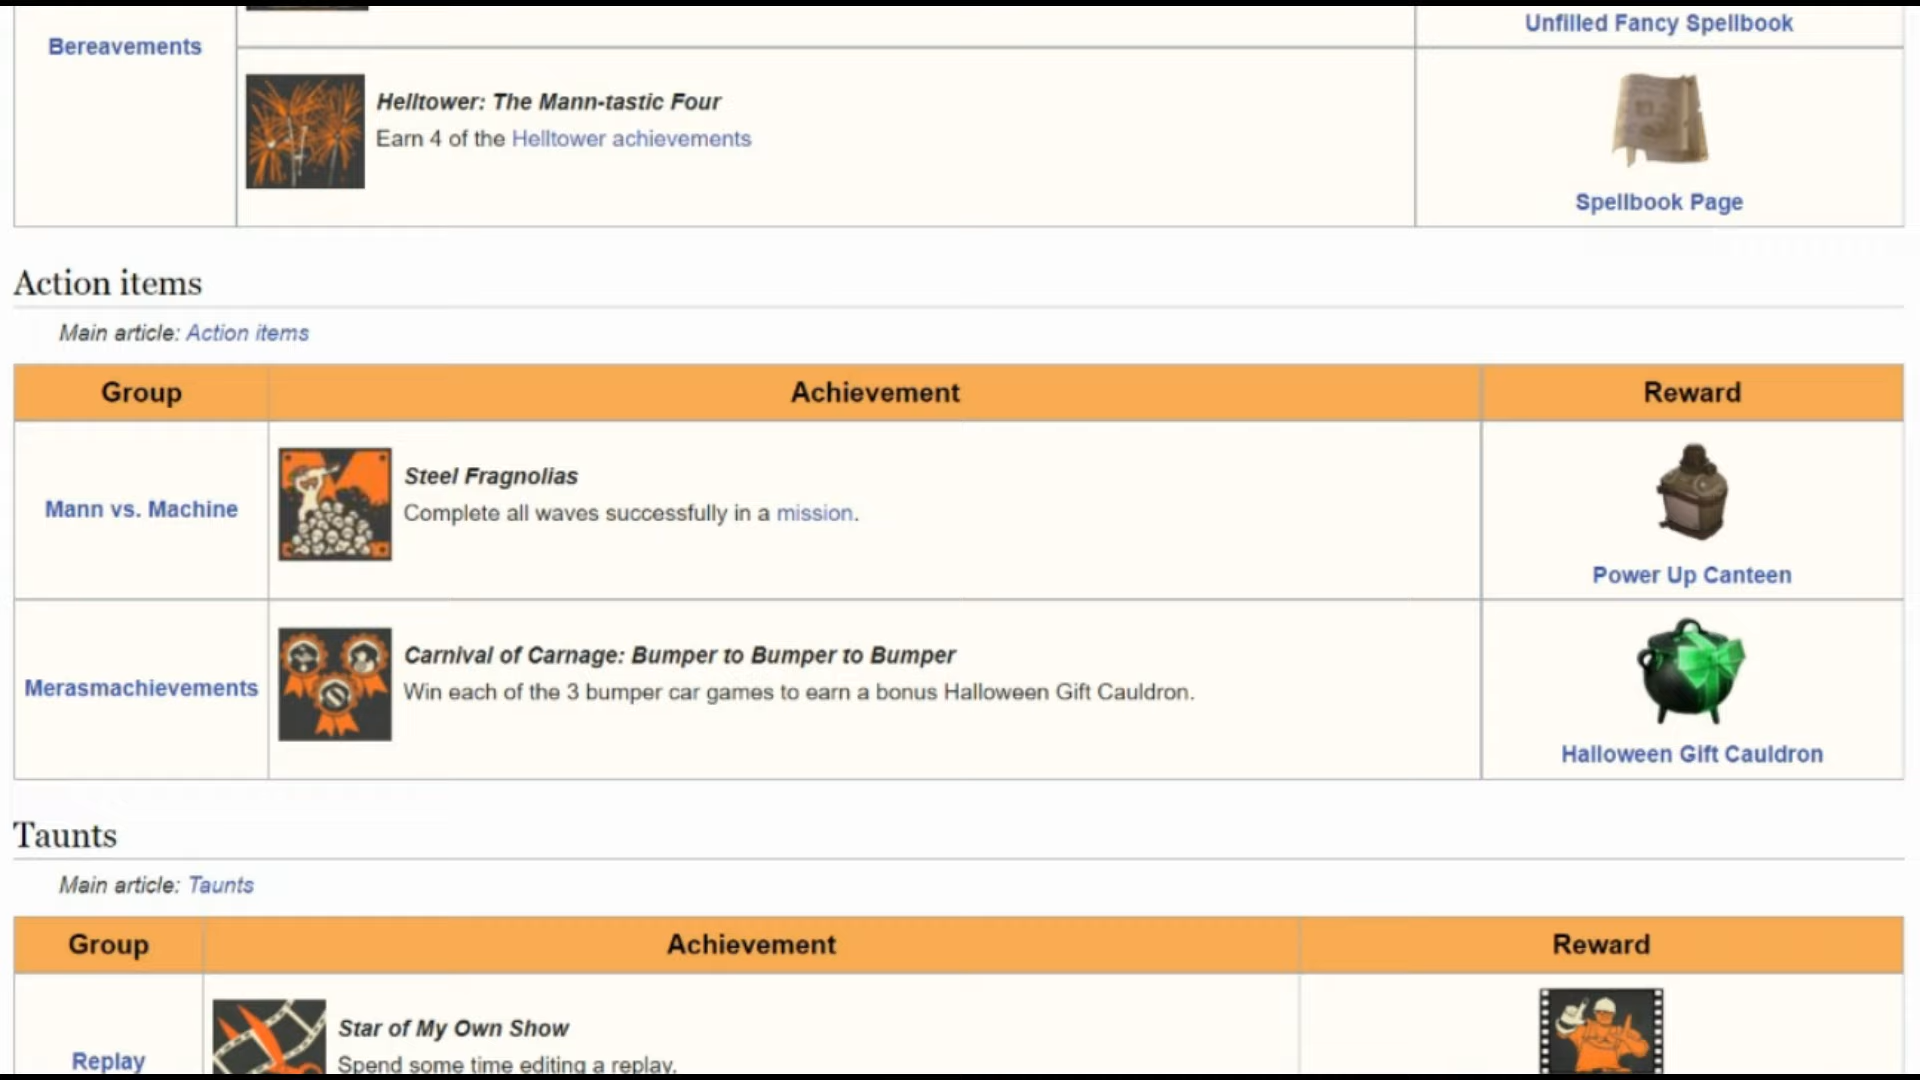 Unfilled Fancy Spellbook
Bereavements
Helltower: The Mann-tastic Four
Earn 4 of the Helltower achievements
Spellbook Page
Action items
Main article: Action items
Group Achievement Reward
Mann vs. Machine
Steel Fragnolias
Complete all waves successfully in a mission.
Power Up Canteen
Merasmachievements
Carnival of Carnage: Bumper to Bumper to Bumper
Win each of the 3 bumper car games to earn a bonus Halloween Gift Cauldron.
Halloween Gift Cauldron
Taunts
Main article: Taunts
Group Achievement Reward
Replay
Star of My Own Show
Spend some time editing a replay.